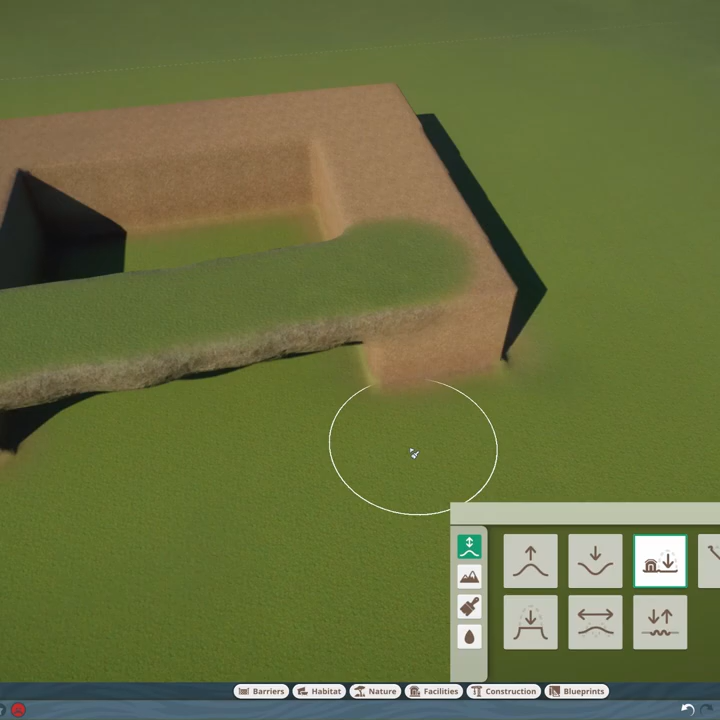 Barriers
Habitat
Nature
Facilities
Construction
Blueprints